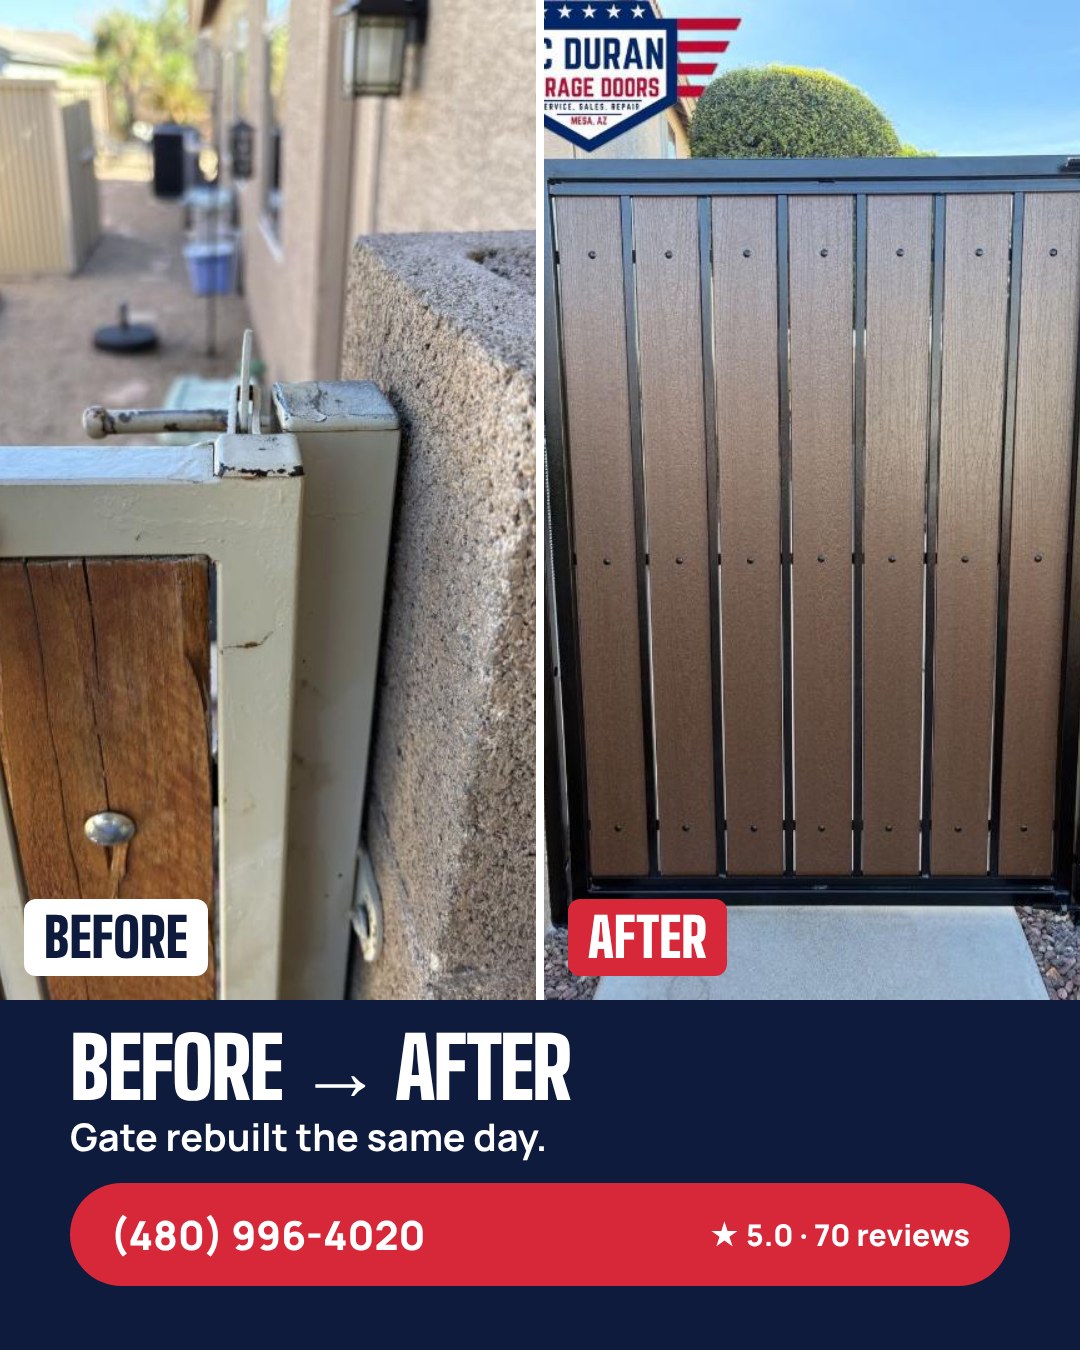 ★ ★ ★ ★ ★
C DURAN
RAGE DOORS
ERVICE. SALES. REPAIR
MESA, AZ
BEFORE
AFTER
BEFORE → AFTER
Gate rebuilt the same day.
(480) 996-4020
★ 5.0 · 70 reviews